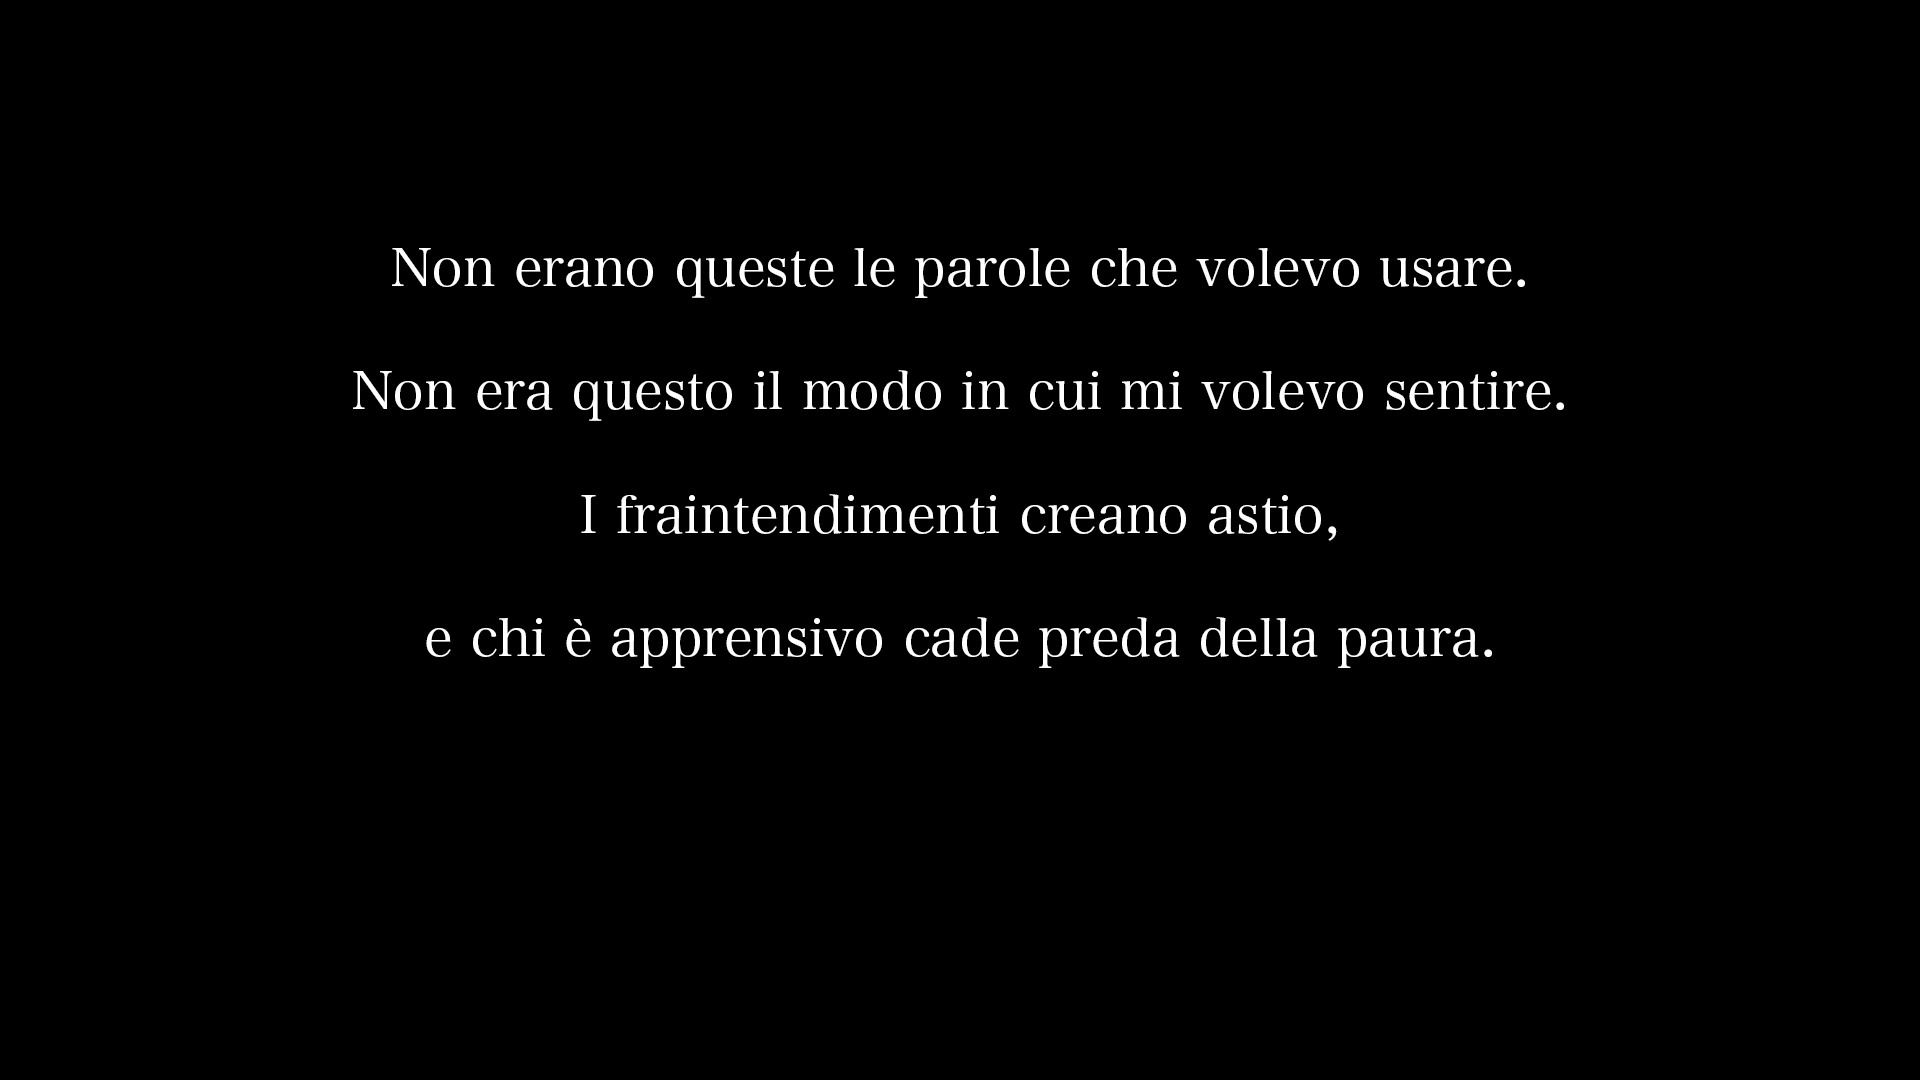 Non erano queste le parole che volevo usare.
Non era questo il modo in cui mi volevo sentire.
I fraintendimenti creano astio,
e chi è apprensivo cade preda della paura.